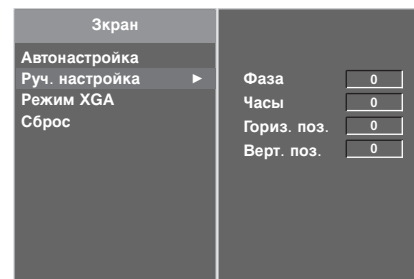 Зкран
Автонастройка
Руч. настройка ►
Режим XGA
Сброс
Фаза 0
Часы 0
Гориз. поз. 0
Верт. поз. 0